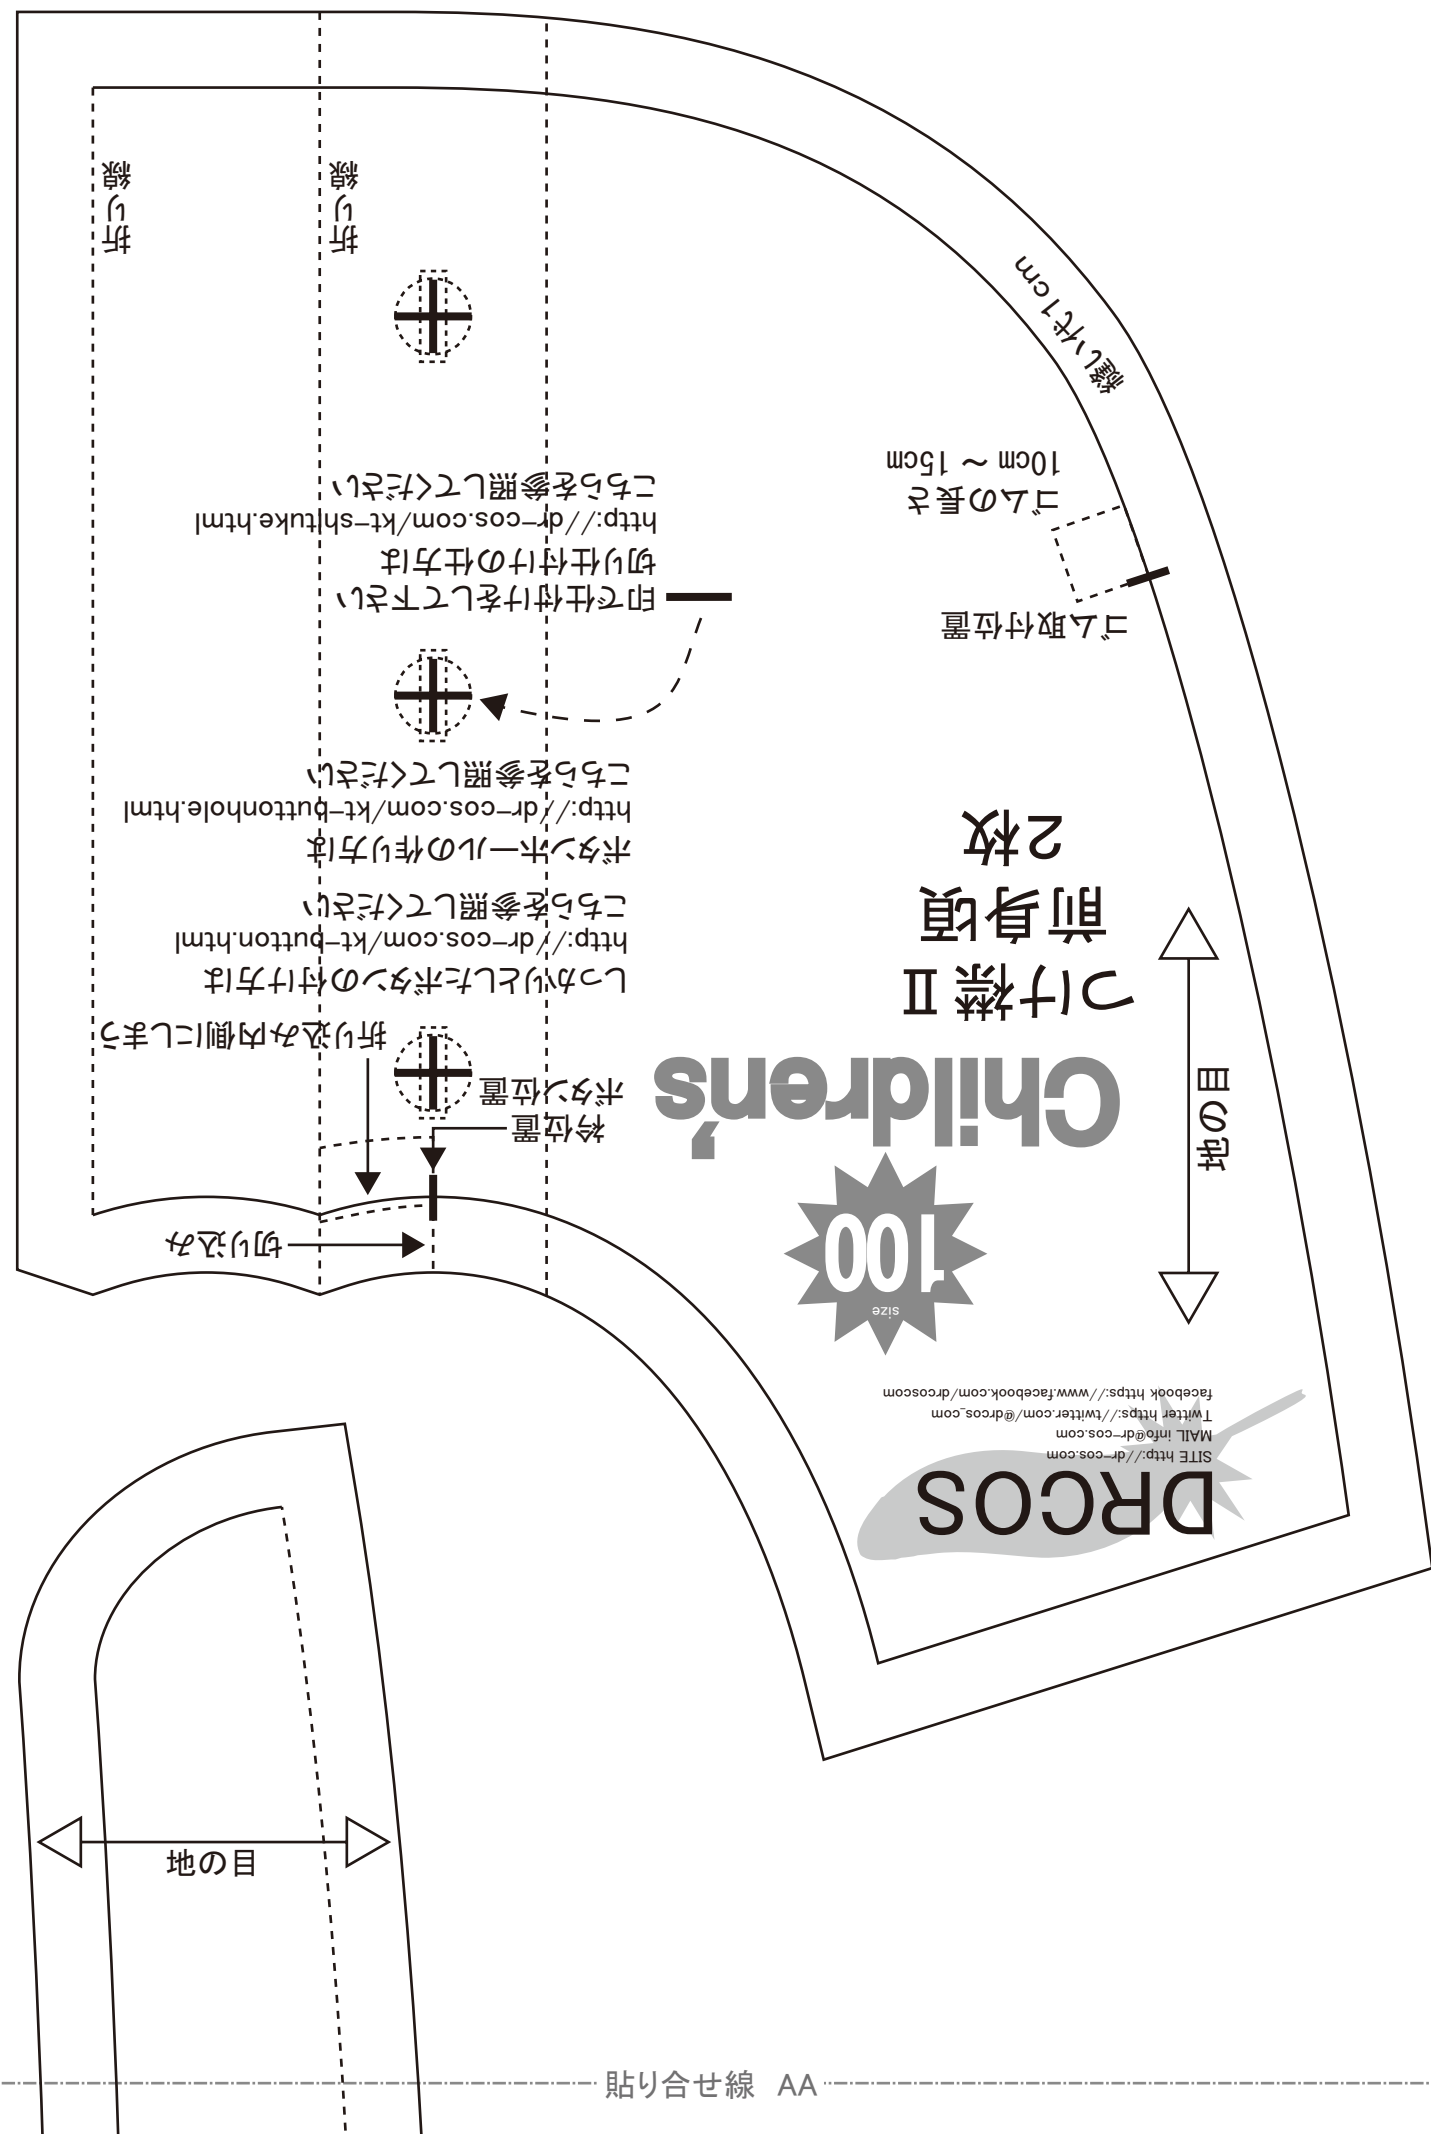 DRCOS
SITE http://dr-cos.com
MAIL info@dr-cos.com
Twitter https://twitter.com/@drcos_com
facebook https://www.facebook.com/drcoscom
size
100
Children's
つけ襟Ⅱ
前身頃
2枚
地の目
切り込み
衿位置
ボタン位置
折り込み内側にしまう
しっかりとしたボタンの付け方は
http://dr-cos.com/kt-button.html
こちらを参照してください
ボタンホールの作り方は
http://dr-cos.com/kt-buttonhole.html
こちらを参照してください
印で仕付けをして下さい
切り仕付けの仕方は
http://dr-cos.com/kt-shituke.html
こちらを参照してください
ゴム取付位置
ゴムの長さ
10cm ～ 15cm
縫い代1cm
折り線
折り線
地の目
貼り合せ線 AA